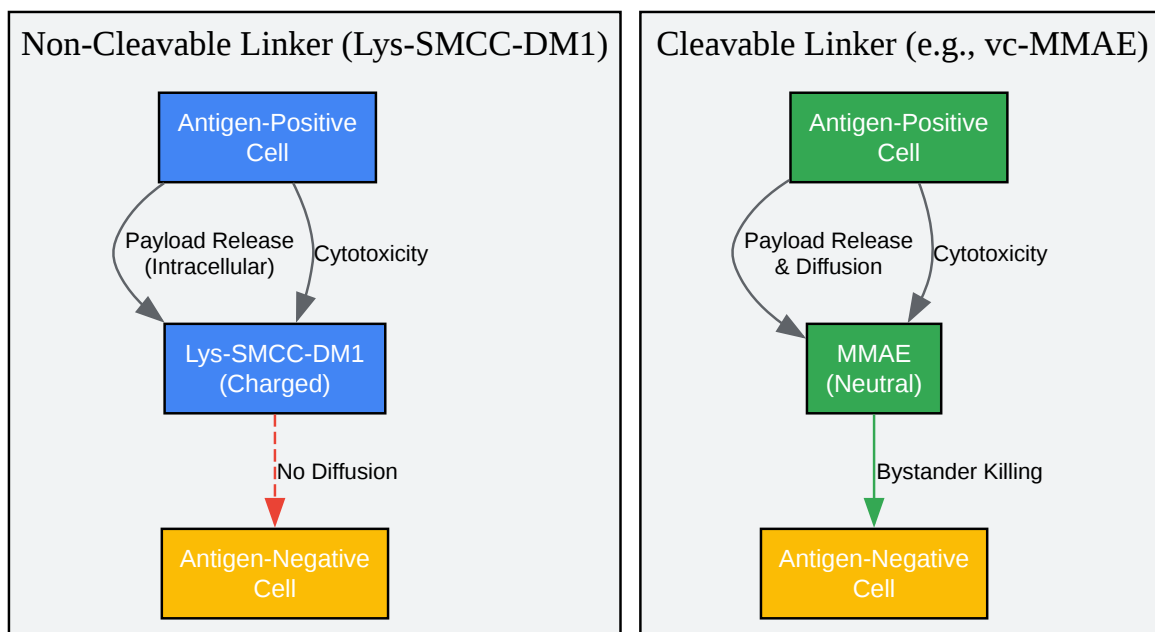 Non-Cleavable Linker (Lys-SMCC-DM1)
Antigen-Positive
Cell
Payload Release
(Intracellular)
Cytotoxicity
Lys-SMCC-DM1
(Charged)
No Diffusion
Antigen-Negative
Cell
Cleavable Linker (e.g., vc-MMAE)
Antigen-Positive
Cell
Payload Release
& Diffusion
Cytotoxicity
MMAE
(Neutral)
Bystander Killing
Antigen-Negative
Cell